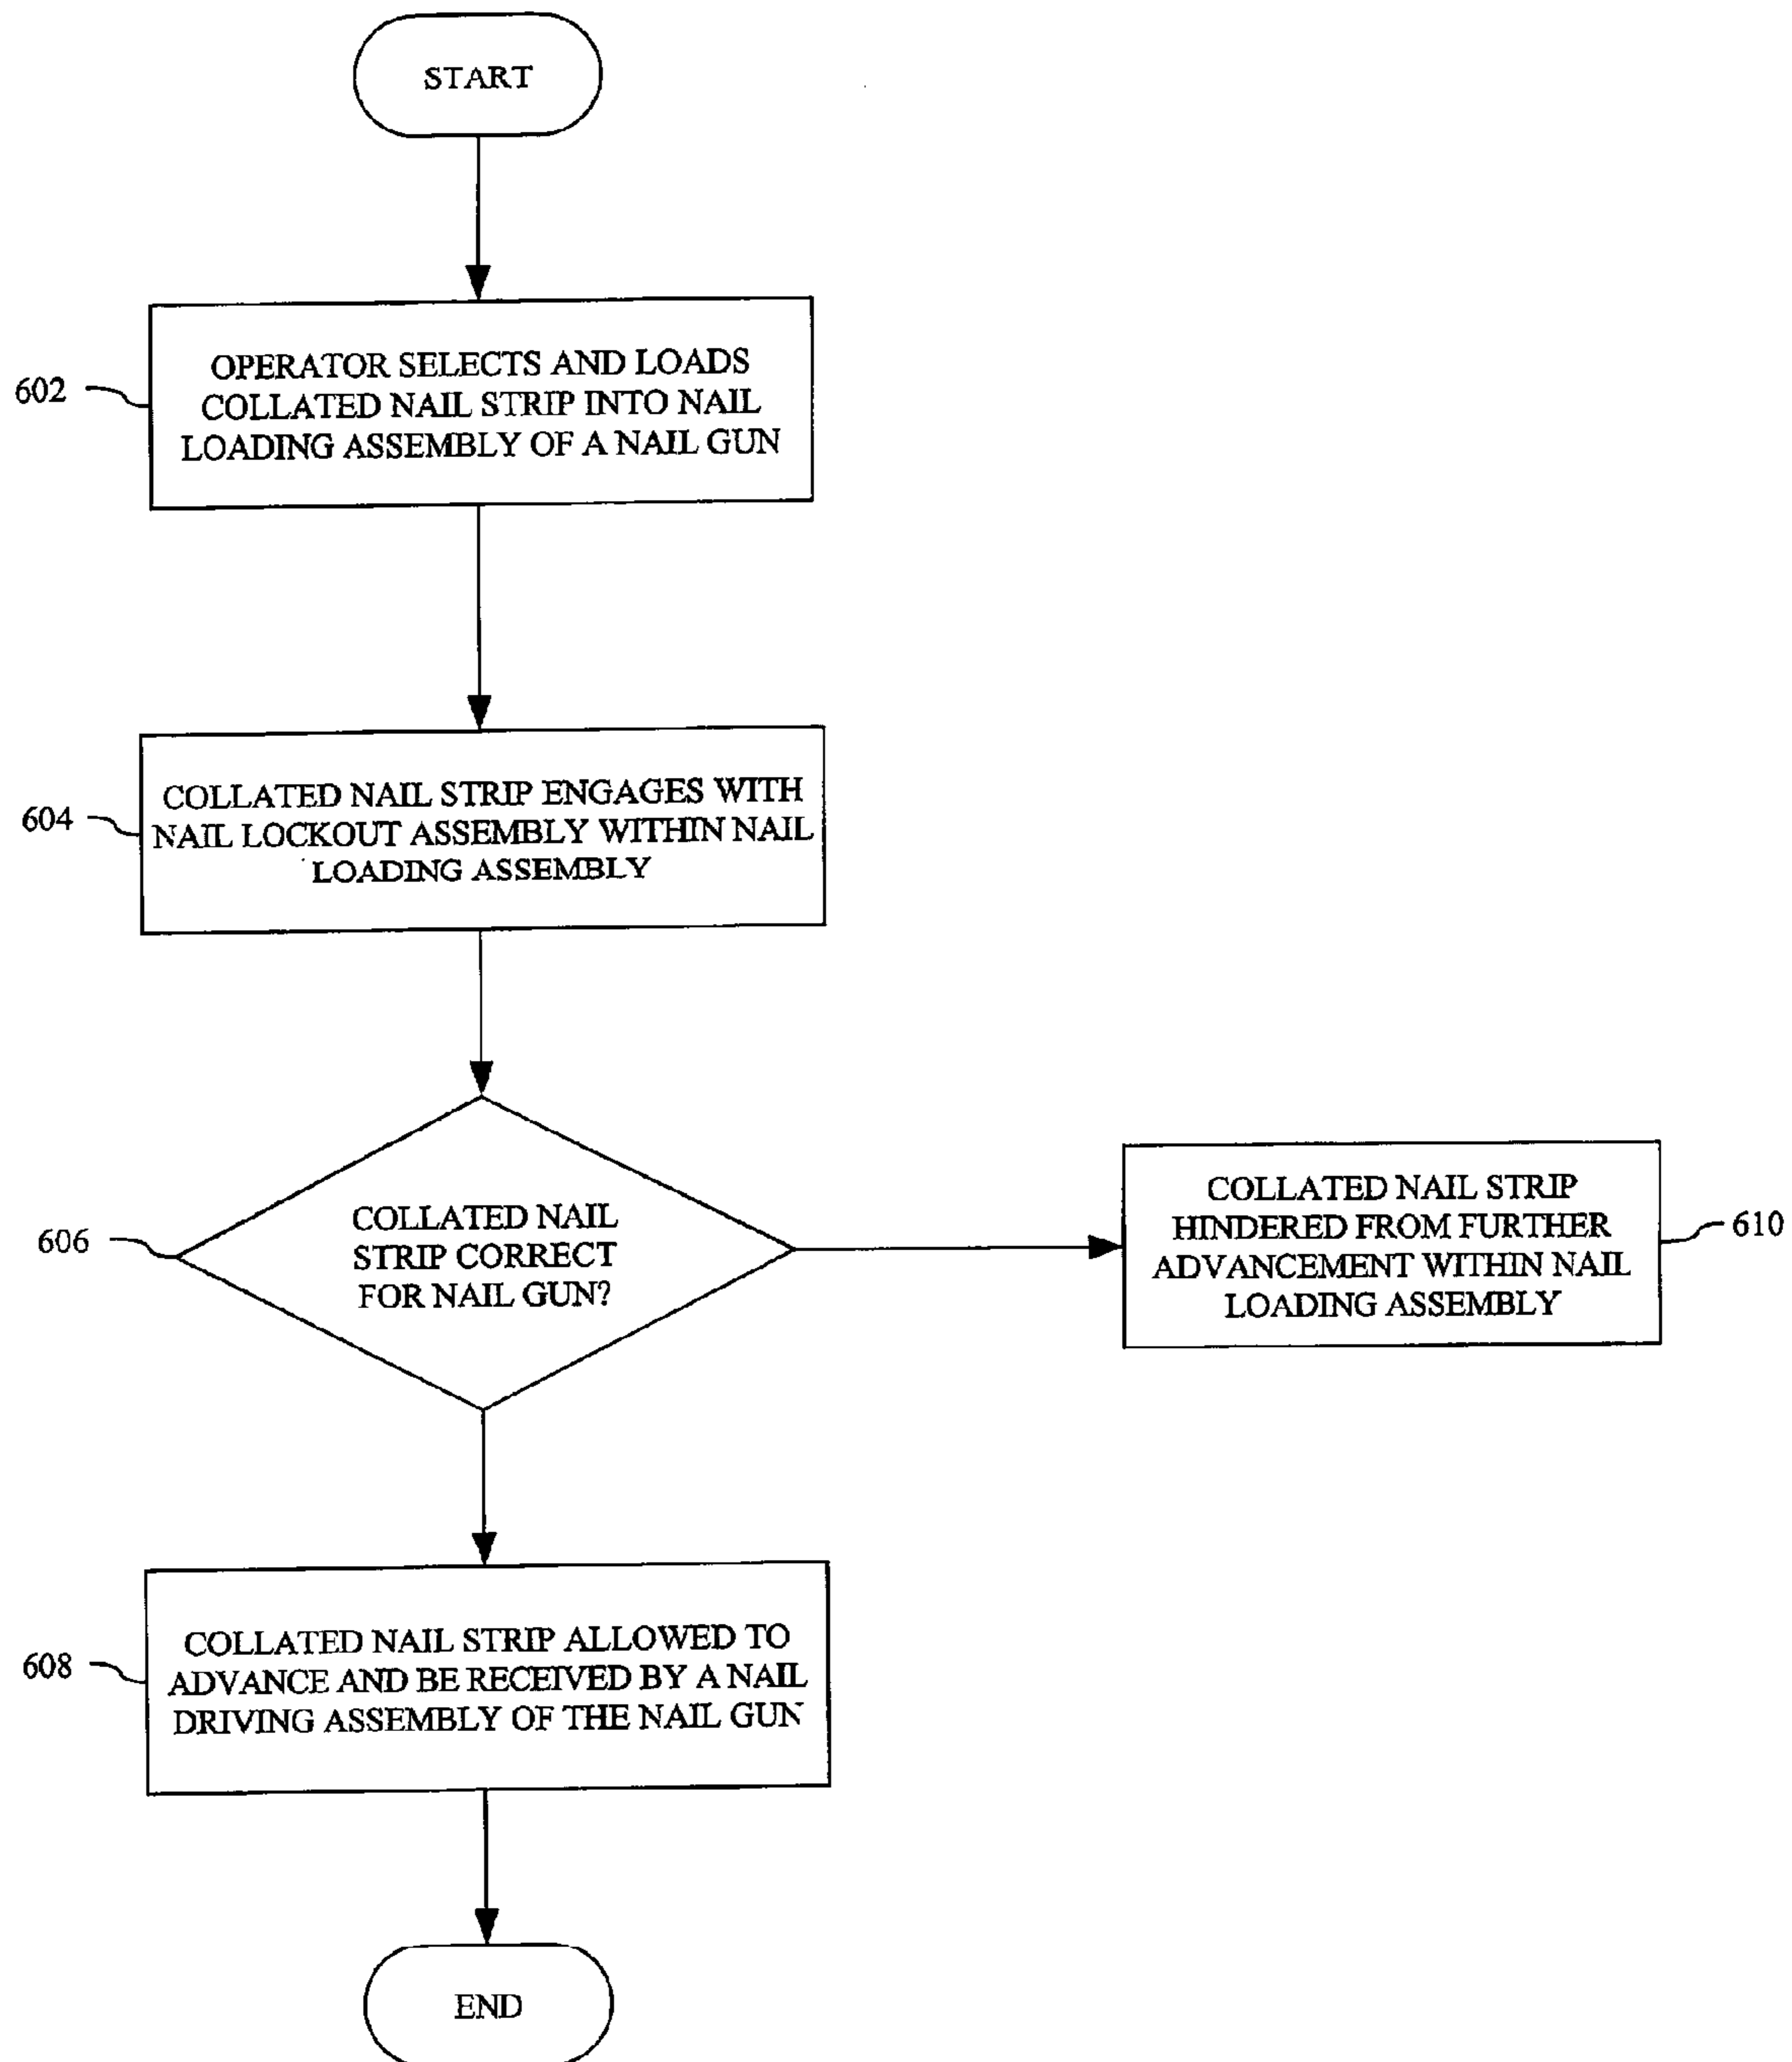 START
602
OPERATOR SELECTS AND LOADS
COLLATED NAIL STRIP INTO NAIL
LOADING ASSEMBLY OF A NAIL GUN
604
COLLATED NAIL STRIP ENGAGES WITH
NAIL LOCKOUT ASSEMBLY WITHIN NAIL
LOADING ASSEMBLY
606
COLLATED NAIL
STRIP CORRECT
FOR NAIL GUN?
COLLATED NAIL STRIP
HINDERED FROM FURTHER
ADVANCEMENT WITHIN NAIL
LOADING ASSEMBLY
610
608
COLLATED NAIL STRIP ALLOWED TO
ADVANCE AND BE RECEIVED BY A NAIL
DRIVING ASSEMBLY OF THE NAIL GUN
END